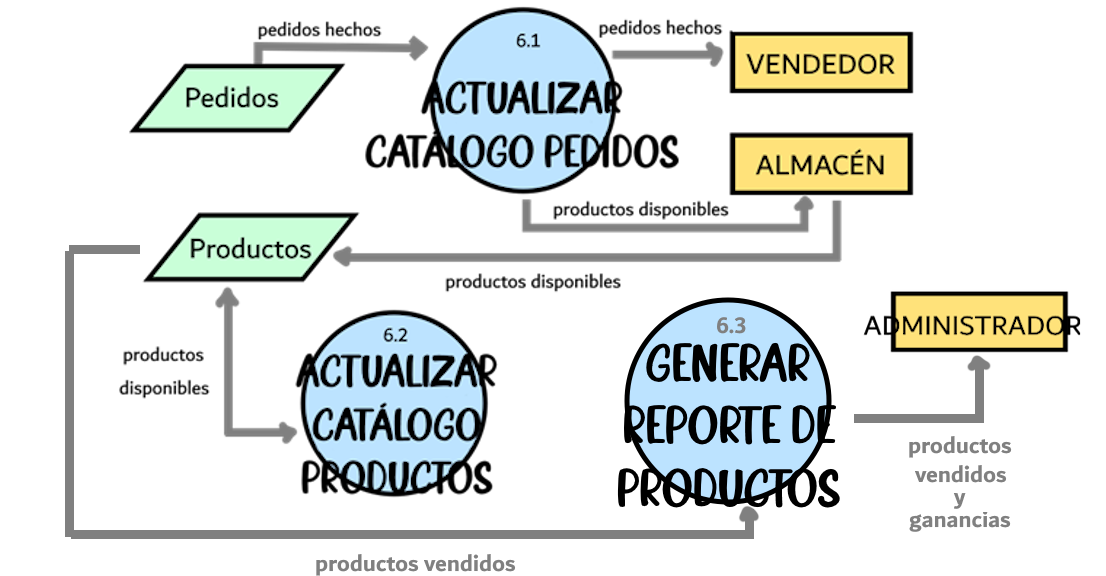 pedidos hechos
pedidos hechos
6.1
ACTUALIZAR
CATÁLOGO PEDIDOS
Pedidos
VENDEDOR
ALMACÉN
productos disponibles
Productos
productos disponibles
6.2
ACTUALIZAR
CATÁLOGO
PRODUCTOS
productos
disponibles
6.3
GENERAR
REPORTE DE
PRODUCTOS
ADMINISTRADOR
productos
vendidos
y
ganancias
productos vendidos